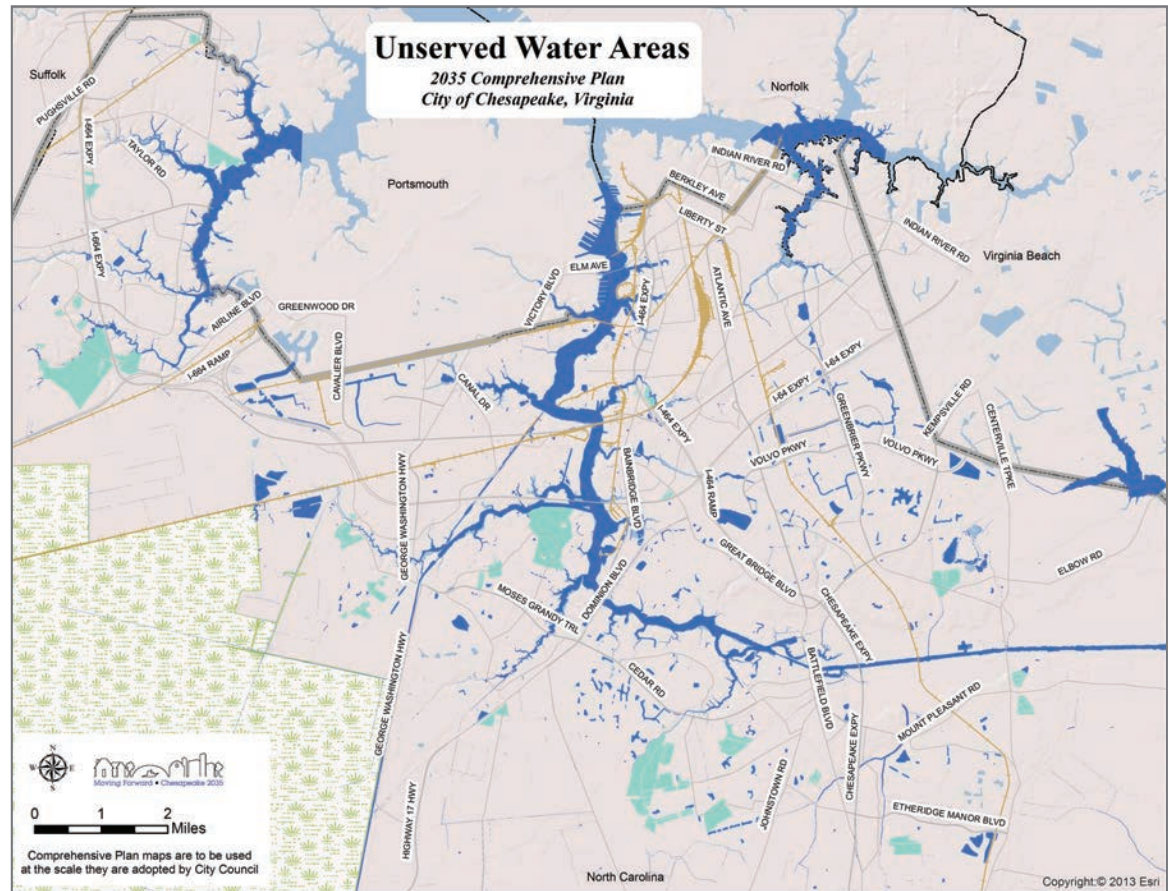 Unserved Water Areas
2035 Comprehensive Plan
City of Chesapeake, Virginia
Suffolk
Norfolk
PUGHSVILLE RD
I-664 EXPY
TAYLOR RD
Portsmouth
INDIAN RIVER RD
BERKLEY AVE
LIBERTY ST
INDIAN RIVER RD
Virginia Beach
I-664 EXPY
ELM AVE
VICTORY BLVD
I-464 EXPY
ATLANTIC AVE
AIRLINE BLVD
GREENWOOD DR
I-664 RAMP
CAVALIER BLVD
CANAL DR
I-64 EXPY
I-64 EXPY
I-464 EXPY
GREENBRIER PKWY
KEMPSVILLE RD
CENTERVILLE TPKE
VOLVO PKWY
VOLVO PKWY
BAINBRIDGE BLVD
I-464 RAMP
GEORGE WASHINGTON HWY
GREAT BRIDGE BLVD
ELBOW RD
MOSES GRANDY TRL
DOMINION BLVD
CHESAPEAKE EXPY
GEORGE WASHINGTON HWY
CEDAR RD
BATTLEFIELD BLVD
MOUNT PLEASANT RD
CHESAPEAKE EXPY
JOHNSTOWN RD
HIGHWAY 17 HWY
ETHERIDGE MANOR BLVD
N
W E
S
Moving Forward • Chesapeake 2035
0 1 2
Miles
Comprehensive Plan maps are to be used
at the scale they are adopted by City Council
North Carolina
Copyright:© 2013 Esri